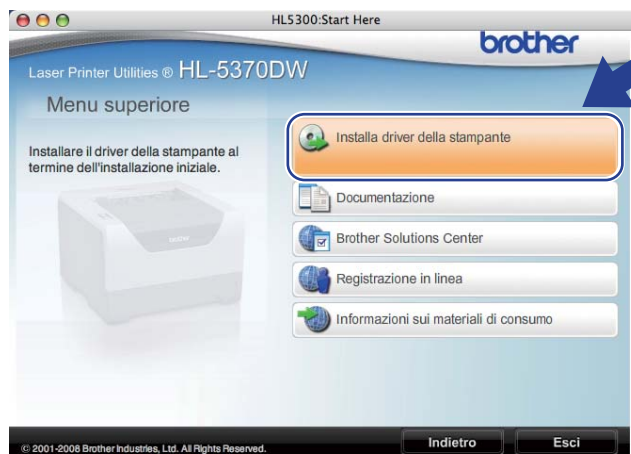 HL5300:Start Here
brother
Laser Printer Utilities ® HL-5370DW
Menu superiore
Installare il driver della stampante al
termine dell'installazione iniziale.
Installa driver della stampante
Documentazione
Brother Solutions Center
Registrazione in linea
Informazioni sui materiali di consumo
© 2001-2008 Brother Industries, Ltd. All Rights Reserved.
Indietro
Esci